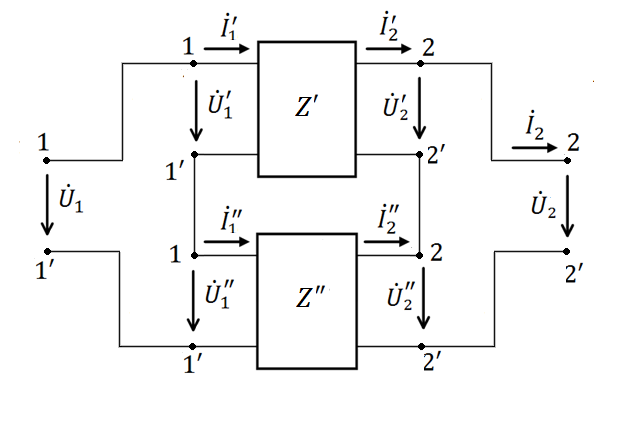 İ₁′ İ₂′
1 2
U̇₁′ Z′ U̇₂′
İ₂
1 2
1′ 2′
U̇₁ U̇₂
İ₁″ İ₂″
1 2
1′ 2′
U̇₁″ Z″ U̇₂″
1′ 2′